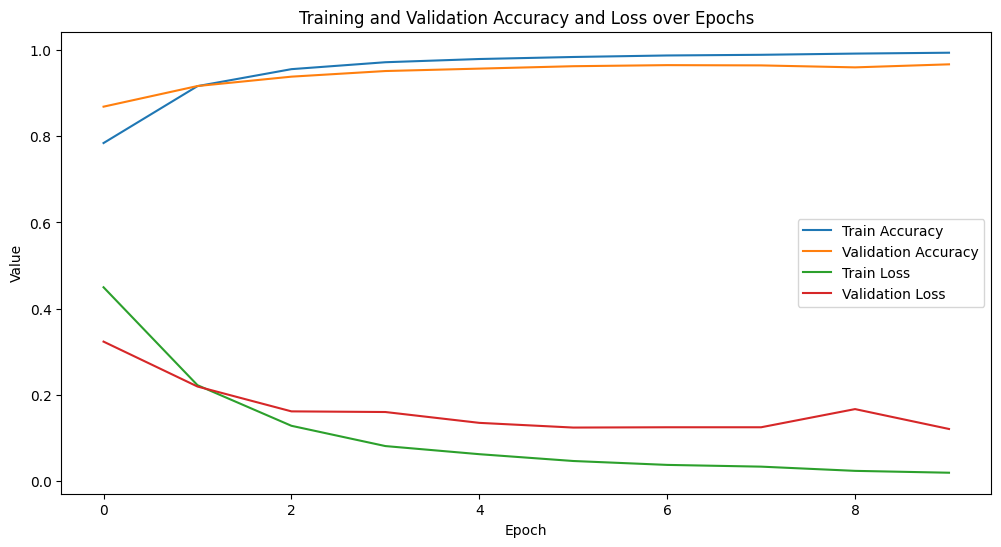 Training and Validation Accuracy and Loss over Epochs
1.0
0.8
0.6
0.4
0.2
0.0
Value
Train Accuracy
Validation Accuracy
Train Loss
Validation Loss
0 2 4 6 8
Epoch